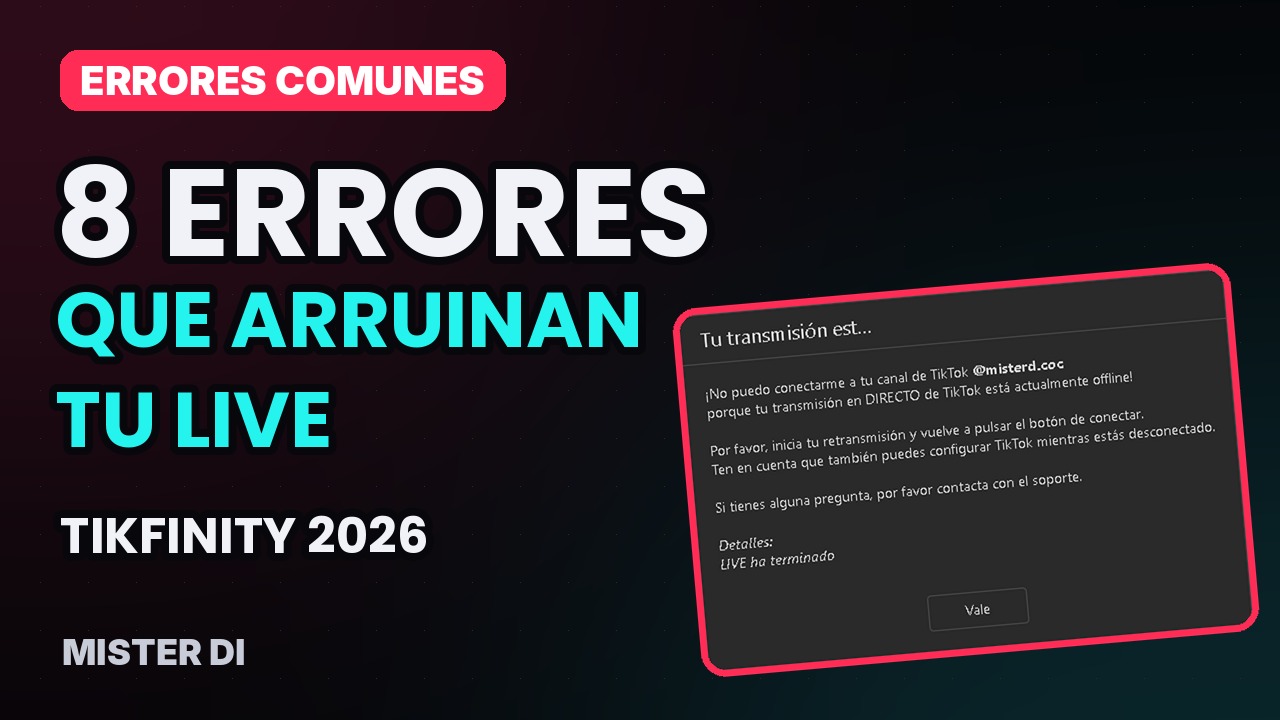 ERRORES COMUNES
8 ERRORES
QUE ARRUINAN
TU LIVE
TIKFINITY 2026
MISTER DI
Tu transmisión est...
¡No puedo conectarme a tu canal de TikTok @misterd.coc
porque tu transmisión en DIRECTO de TikTok está actualmente offline!
Por favor, inicia tu retransmisión y vuelve a pulsar el botón de conectar.
Ten en cuenta que también puedes configurar TikTok mientras estás desconectado.
Si tienes alguna pregunta, por favor contacta con el soporte.
Detalles:
LIVE ha terminado
Vale